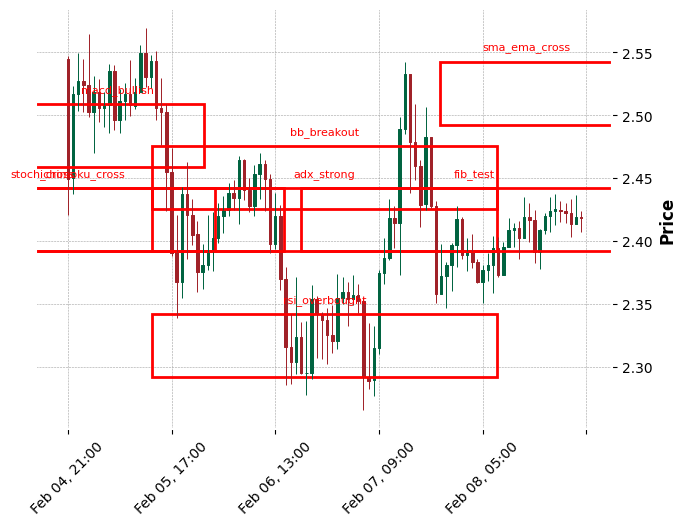 sma_ema_cross
2.55
macd_bullish
2.50
bb_breakout
stoch_cross
ichimoku_cross
adx_strong
fib_test
2.45
2.40
Price
rsi_overbought
2.35
2.30
Feb 04, 21:00
Feb 05, 17:00
Feb 06, 13:00
Feb 07, 09:00
Feb 08, 05:00